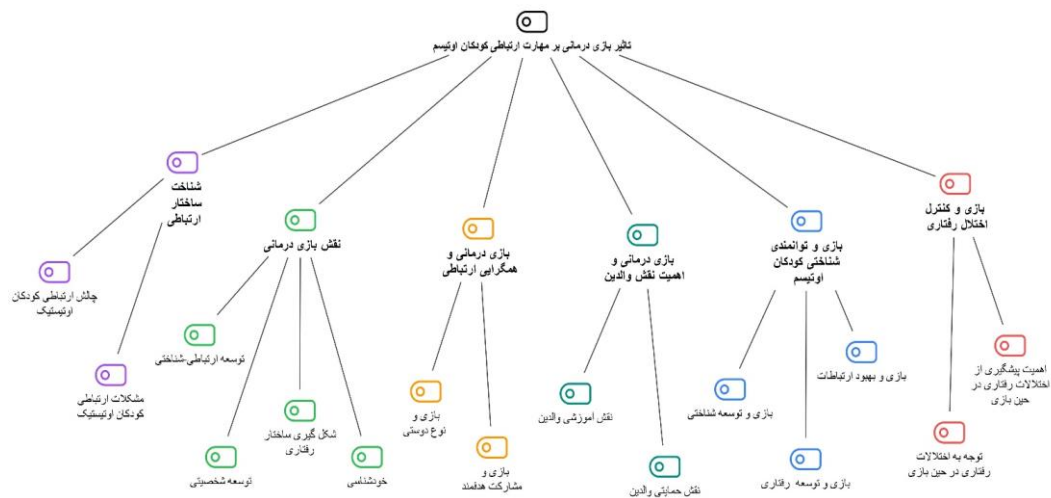 تاثیر بازی درمانی بر مهارت ارتباطی کودکان اوتیسم
شناخت
ساختار
ارتباطی
چالش ارتباطی کودکان
اوتیستیک
مشکلات ارتباطی
کودکان اوتیستیک
نقش بازی درمانی
توسعه ارتباطی-شناختی
توسعه شخصیتی
شکل گیری ساختار
رفتاری
خودشناسی
بازی درمانی و
همگرایی ارتباطی
بازی و
نوع دوستی
بازی و
مشارکت هدفمند
بازی درمانی و
اهمیت نقش والدین
نقش آموزشی والدین
نقش حمایتی والدین
بازی و توانمندی
شناختی کودکان
اوتیسم
بازی و توسعه شناختی
بازی و توسعه رفتاری
بازی و بهبود ارتباطات
بازی و کنترل
اختلال رفتاری
توجه به اختلالات
رفتاری در حین بازی
اهمیت پیشگیری از
اختلالات رفتاری در
حین بازی